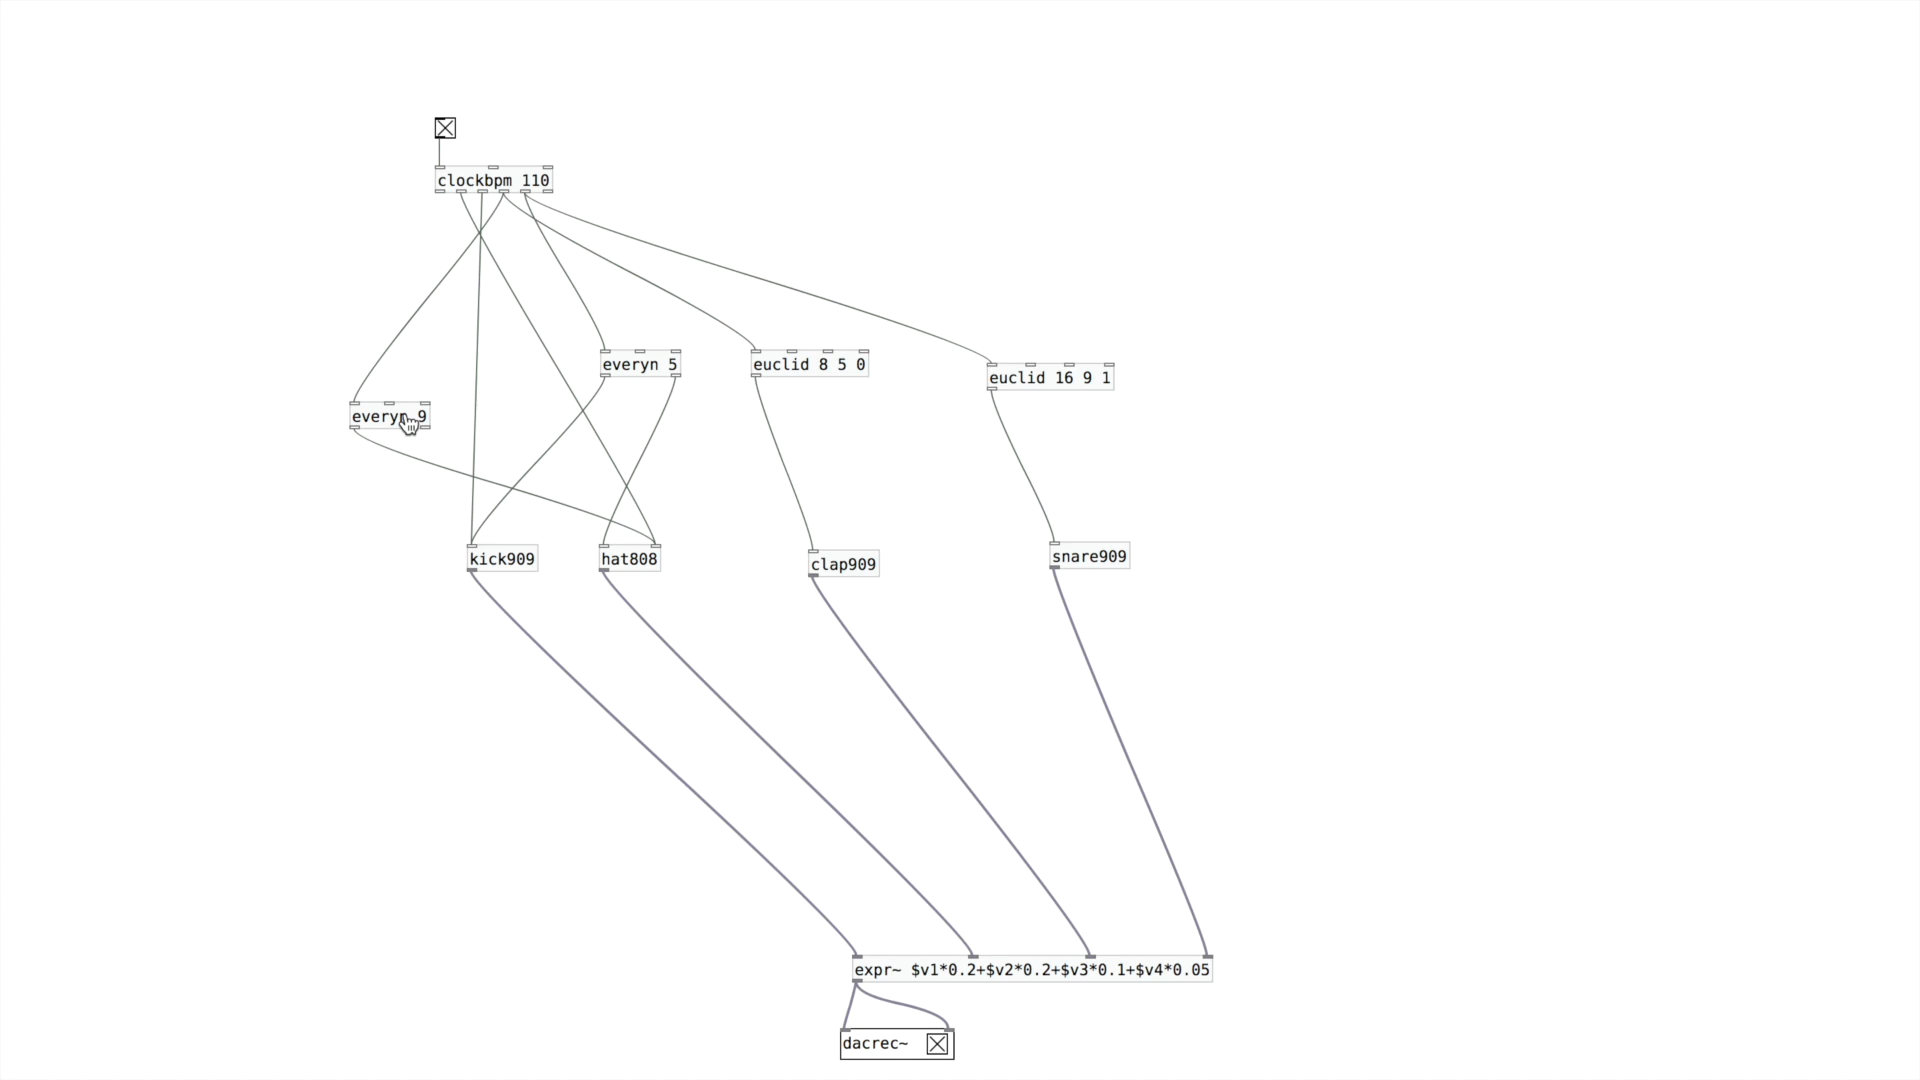 clockbpm 110
everyn 5
euclid 8 5 0
euclid 16 9 1
everyn 9
kick909
hat808
clap909
snare909
expr~ $v1*0.2+$v2*0.2+$v3*0.1+$v4*0.05
dacrec~